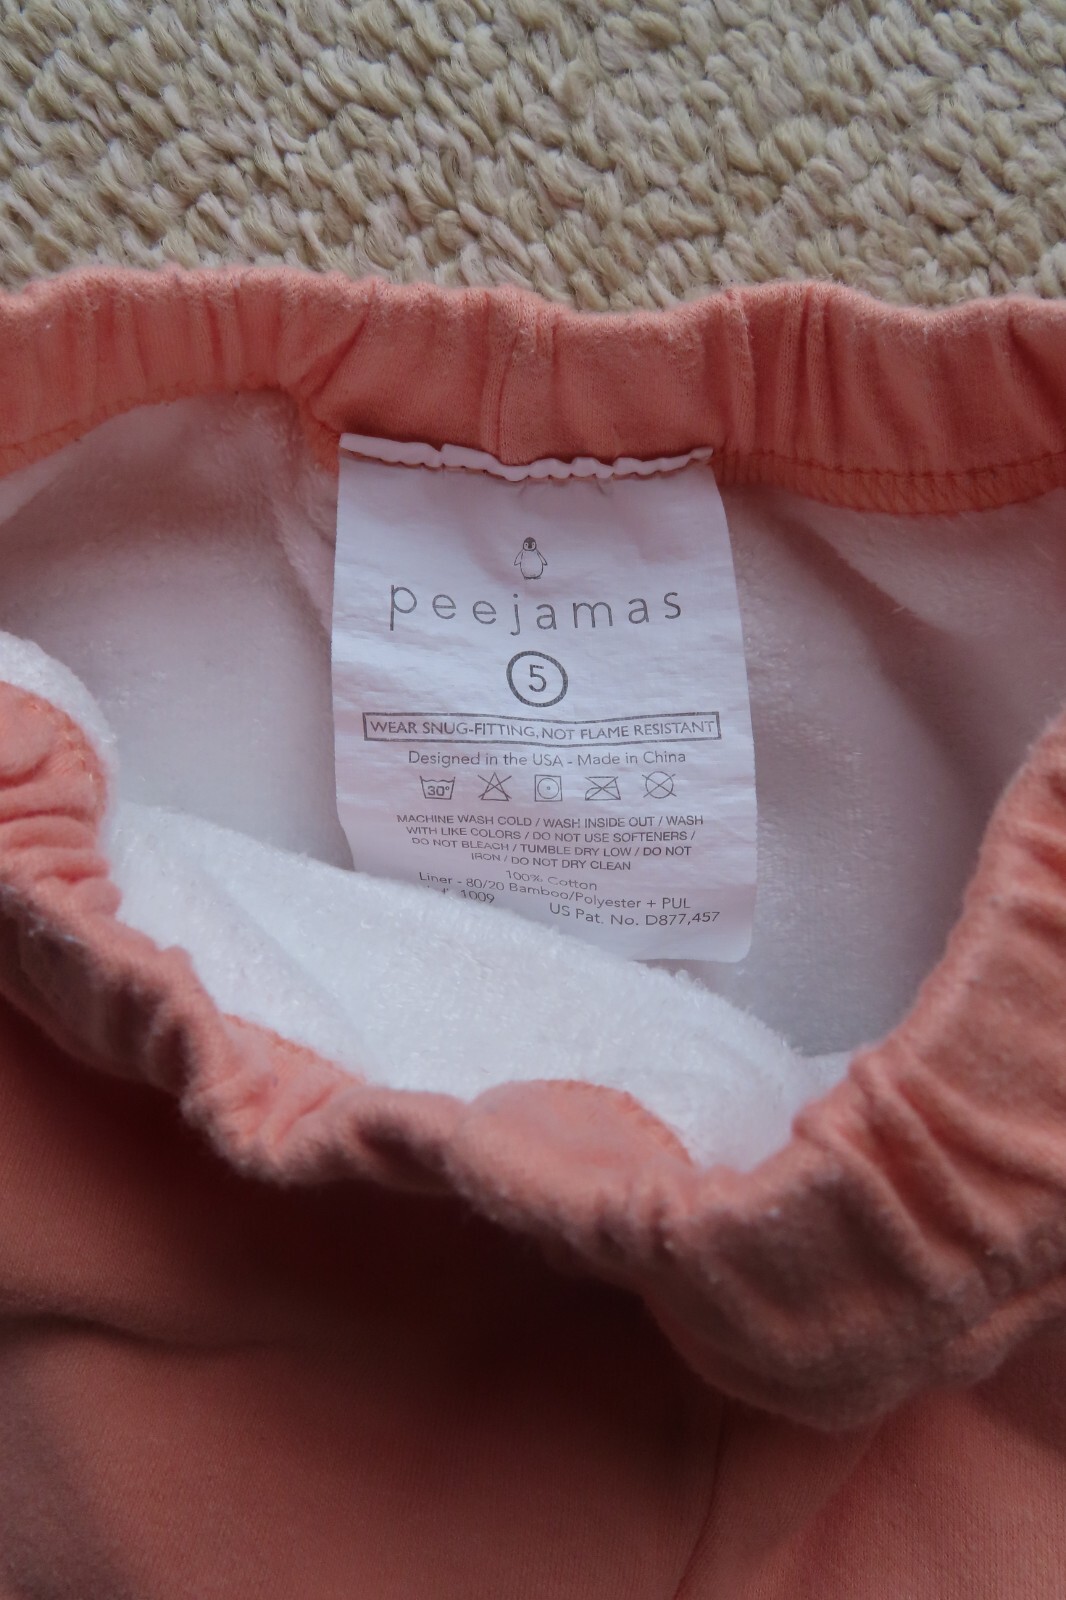 peejamas
5
WEAR SNUG-FITTING, NOT FLAME RESISTANT
Designed in the USA - Made in China
30°
MACHINE WASH COLD / WASH INSIDE OUT / WASH
WITH LIKE COLORS / DO NOT USE SOFTENERS /
DO NOT BLEACH / TUMBLE DRY LOW / DO NOT
IRON / DO NOT DRY CLEAN
100% Cotton
Liner - 80/20 Bamboo/Polyester + PUL
1009 US Pat. No. D877,457